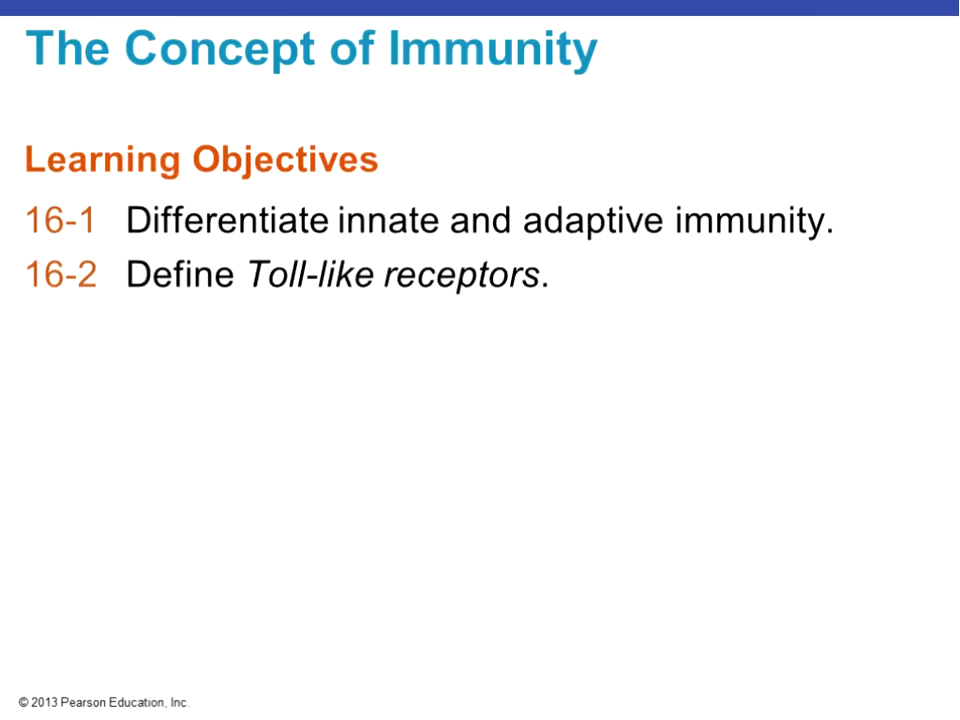 The Concept of Immunity
Learning Objectives
16-1 Differentiate innate and adaptive immunity.
16-2 Define Toll-like receptors.
© 2013 Pearson Education, Inc.